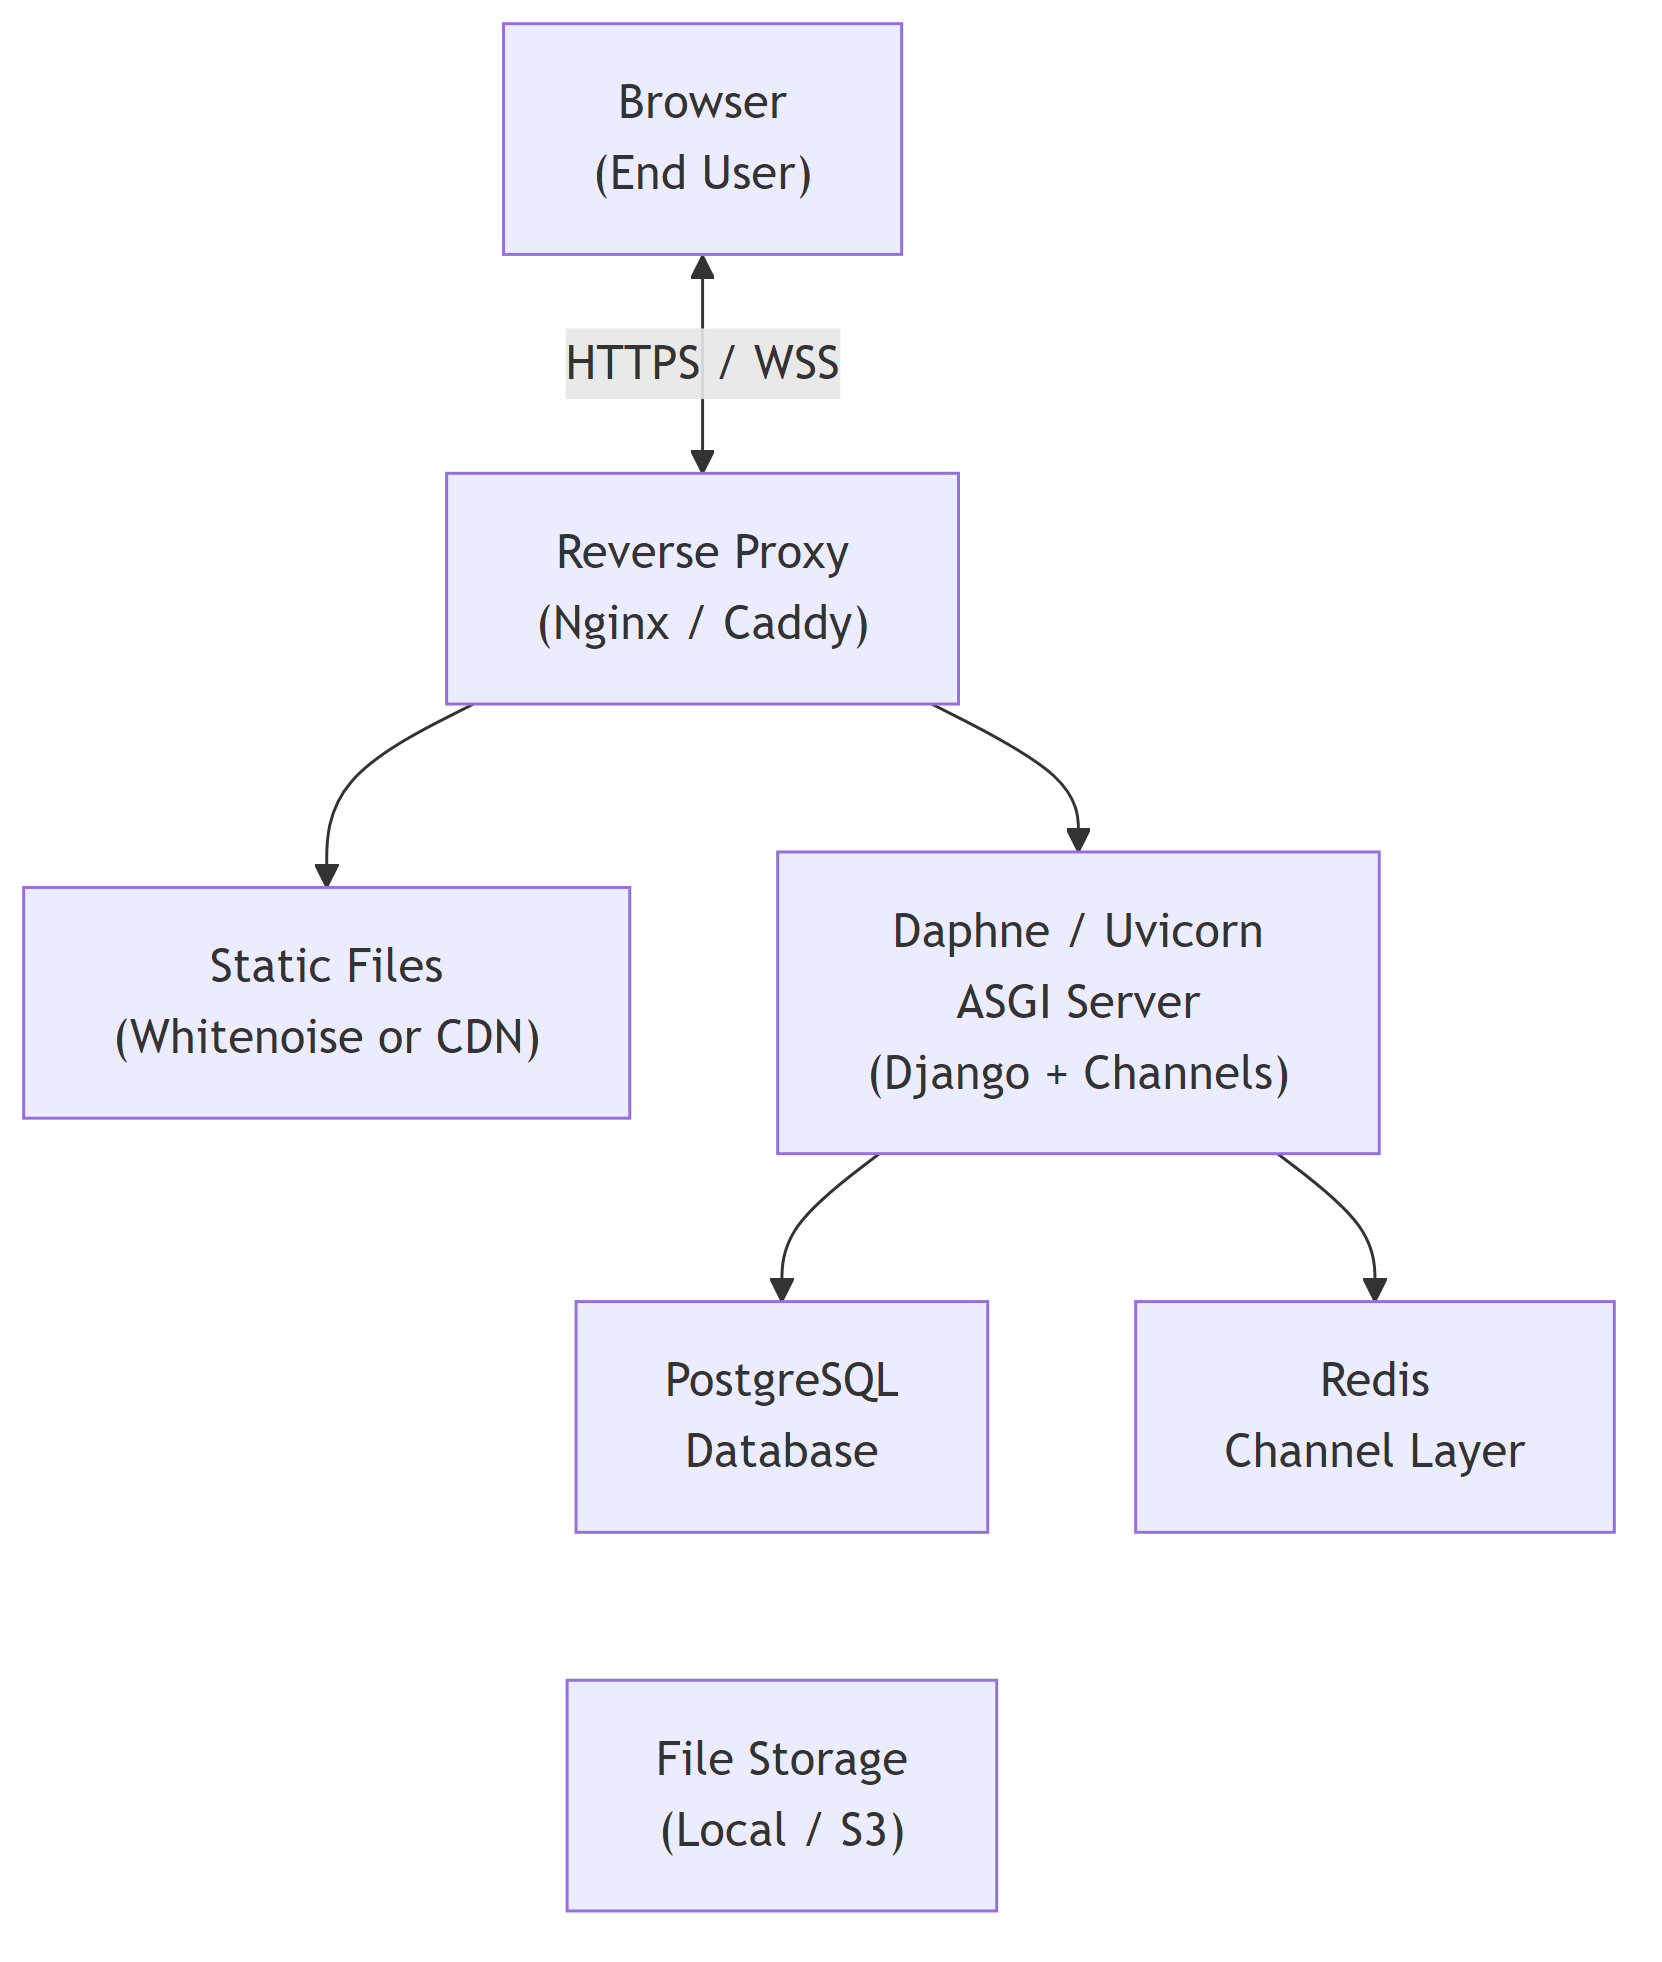 Browser
(End User)
HTTPS / WSS
Reverse Proxy
(Nginx / Caddy)
Static Files
(Whitenoise or CDN)
Daphne / Uvicorn
ASGI Server
(Django + Channels)
PostgreSQL
Database
Redis
Channel Layer
File Storage
(Local / S3)